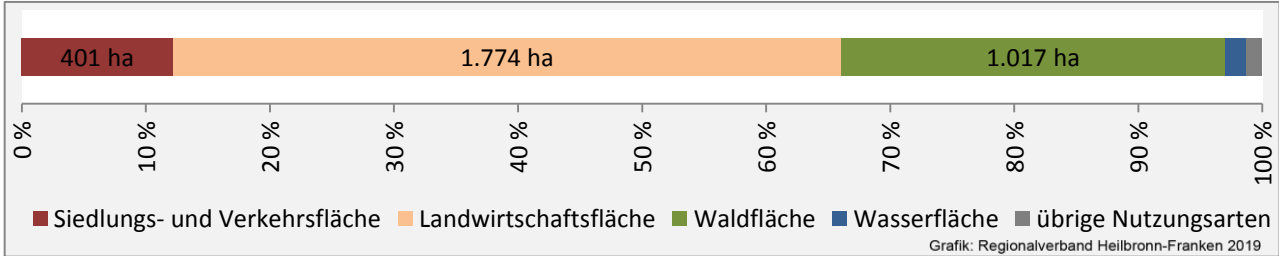 401 ha 1.774 ha 1.017 ha
0 % 10 % 20 % 30 % 40 % 50 % 60 % 70 % 80 % 90 % 100 %
Siedlungs- und Verkehrsfläche Landwirtschaftsfläche Waldfläche Wasserfläche übrige Nutzungsarten
Grafik: Regionalverband Heilbronn-Franken 2019